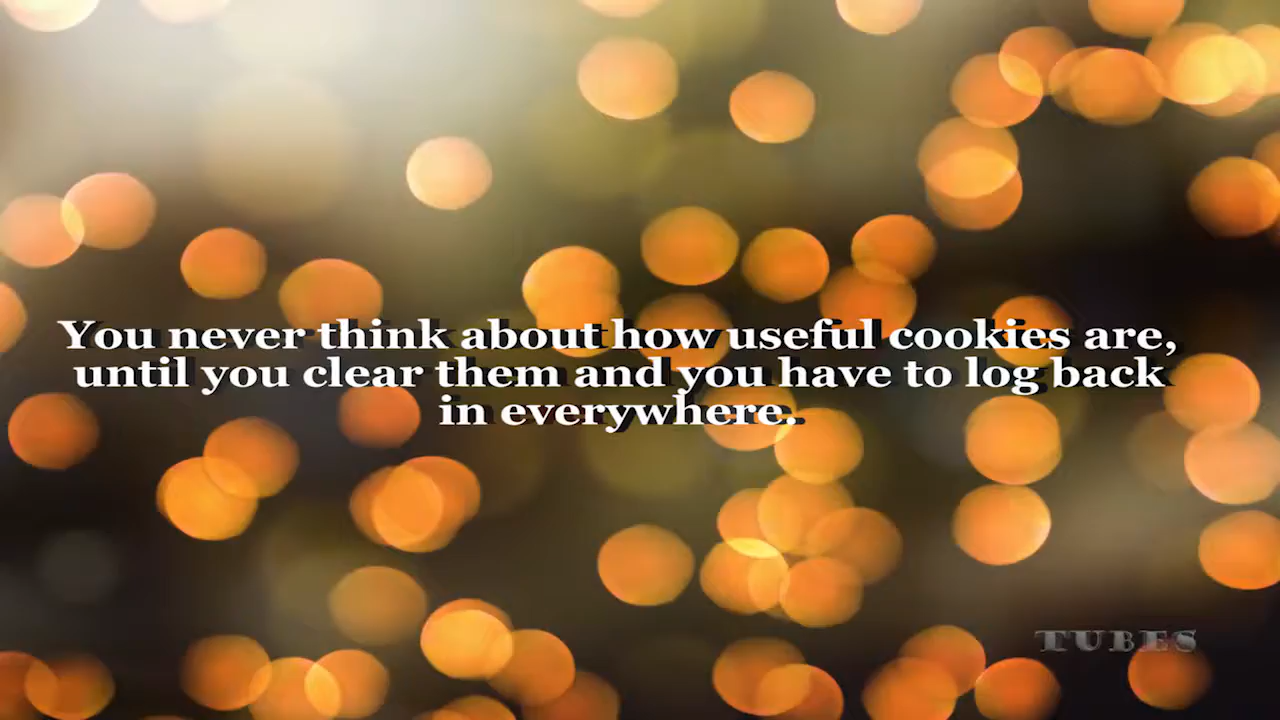 You never think about how useful cookies are,
until you clear them and you have to log back
in everywhere.
TUBES